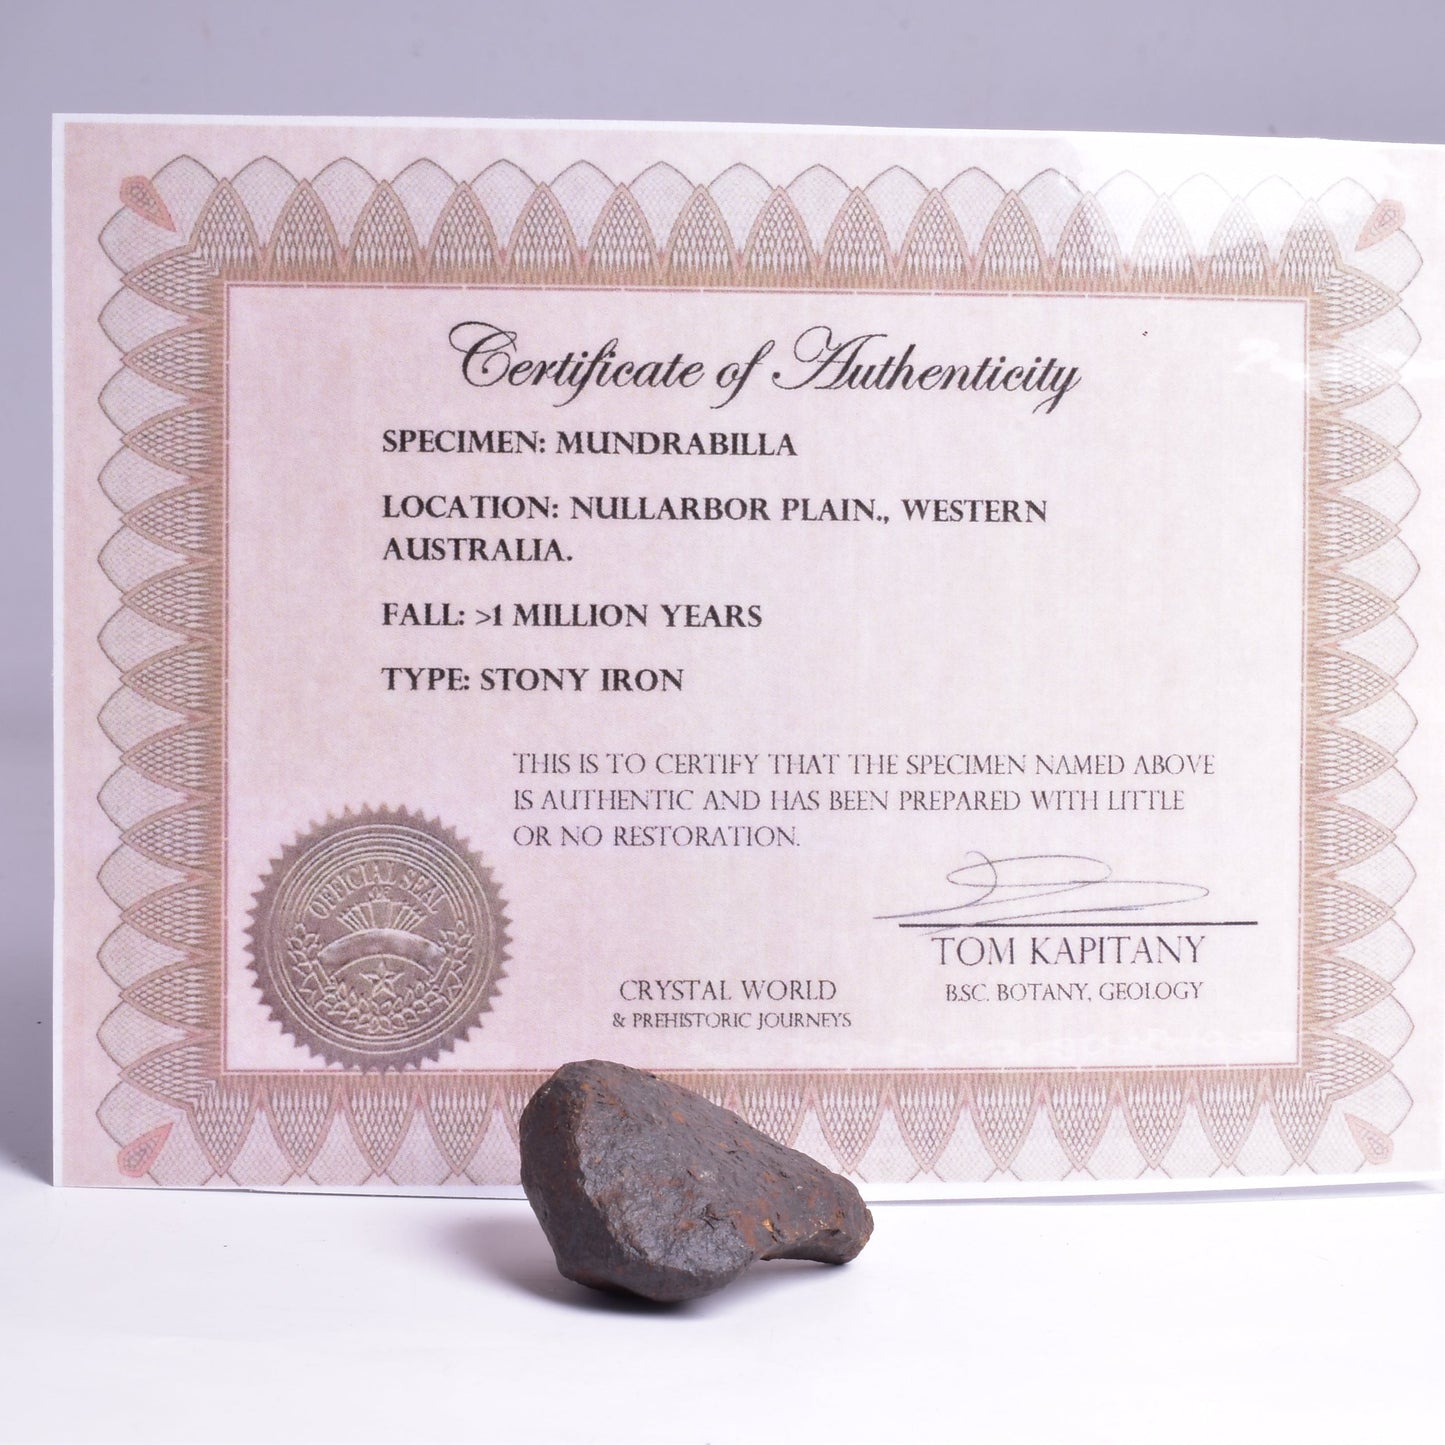 Certificate of Authenticity
SPECIMEN: MUNDRABILLA
LOCATION: NULLARBOR PLAIN., WESTERN
AUSTRALIA.
FALL: >1 MILLION YEARS
TYPE: STONY IRON
THIS IS TO CERTIFY THAT THE SPECIMEN NAMED ABOVE
IS AUTHENTIC AND HAS BEEN PREPARED WITH LITTLE
OR NO RESTORATION.
OFFICIAL SEAL
TOM KAPITANY
B.SC. BOTANY, GEOLOGY
CRYSTAL WORLD
& PREHISTORIC JOURNEYS